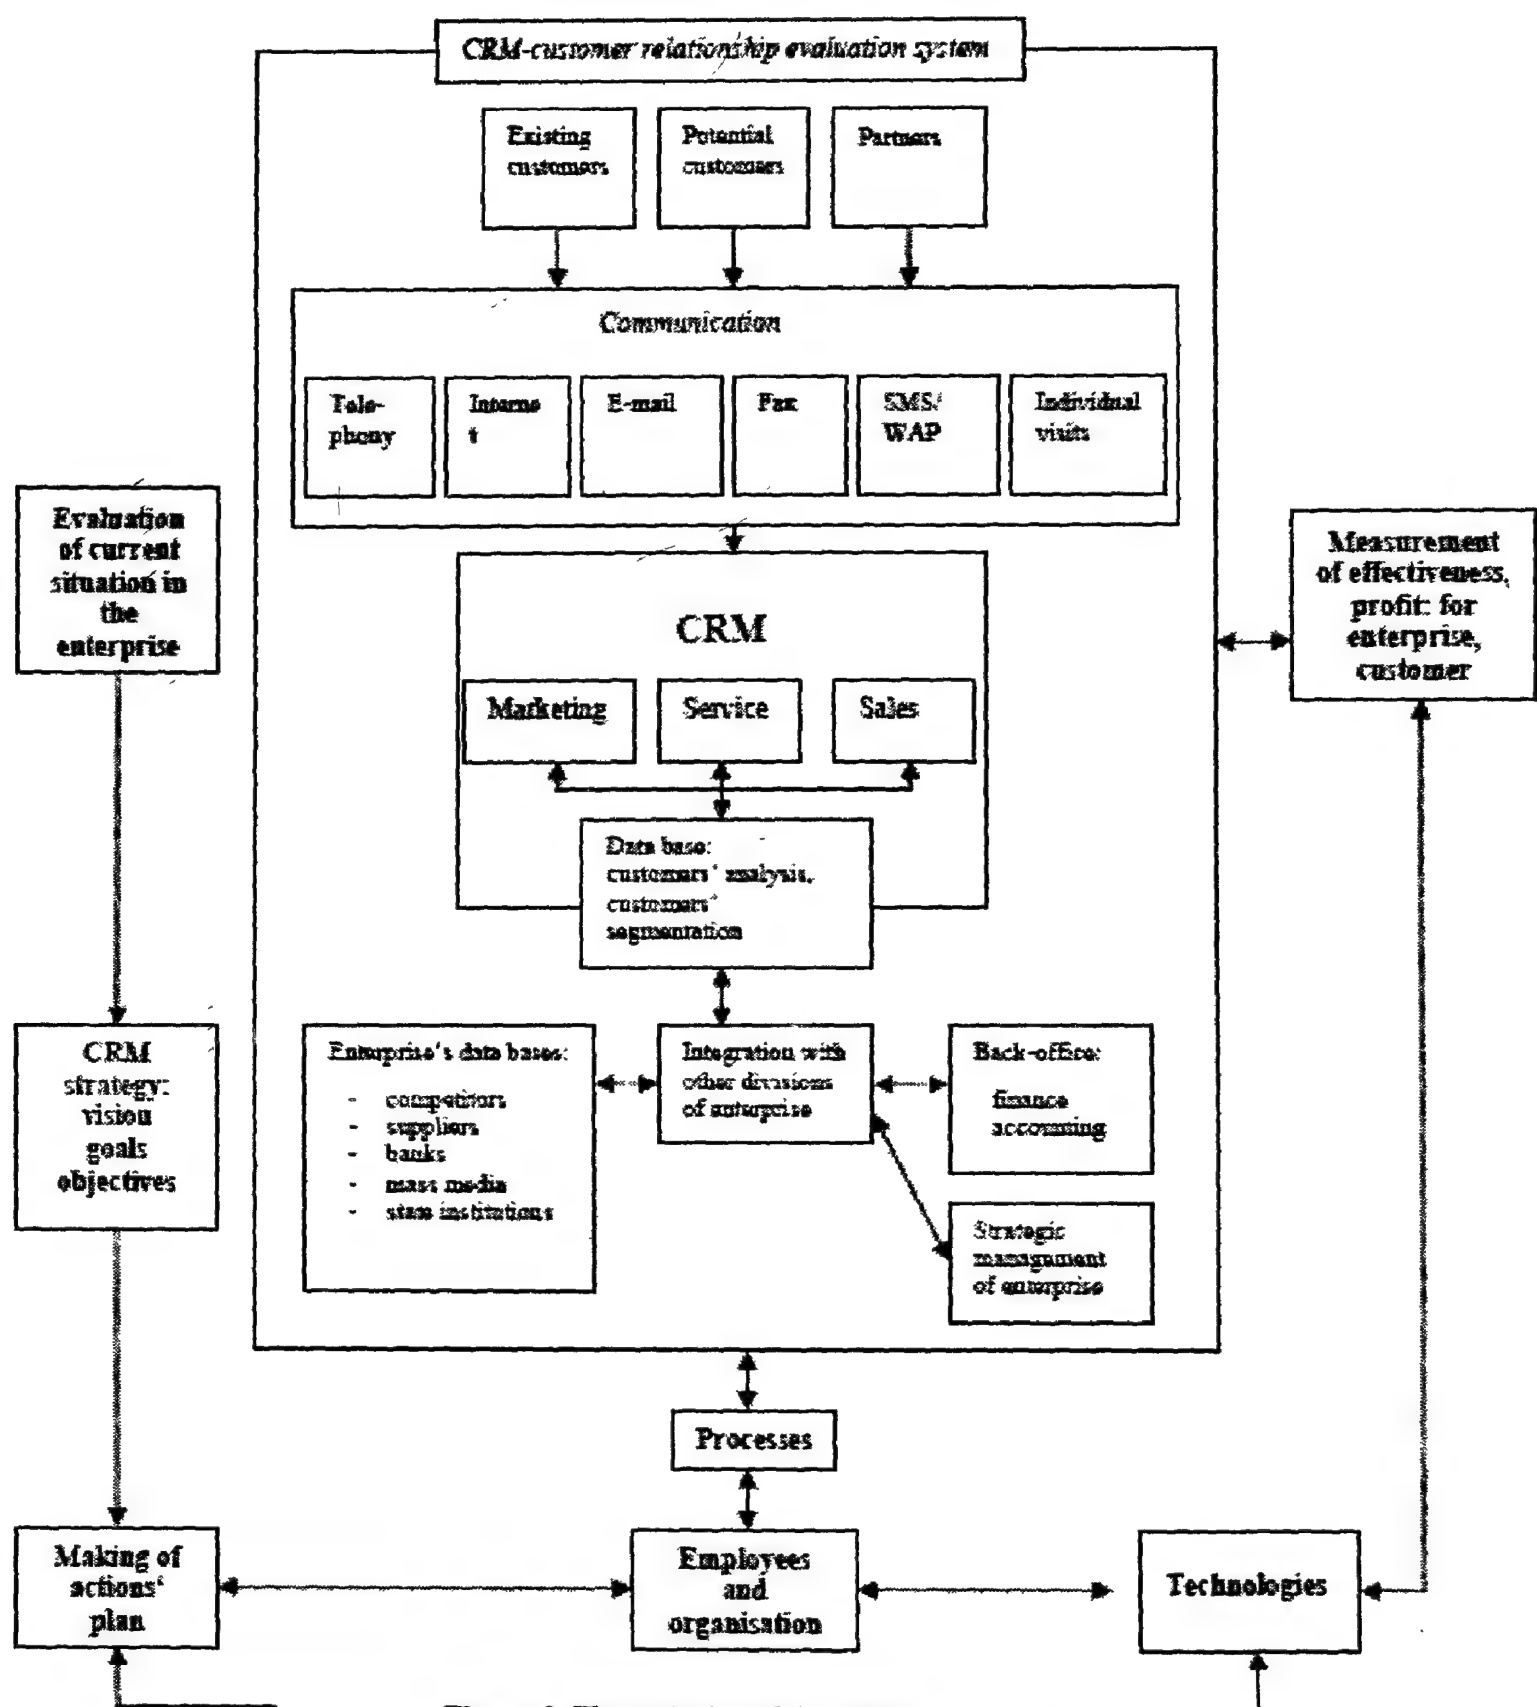 CRM-customer relationship evaluation system
Existing
customers
Potential
customers
Partners
Communication
Tele-
phony
Interne
t
E-mail
Fax
SMS/
WAP
Individual
visits
Evaluation
of current
situation in
the
enterprise
Measurement
of effectiveness,
profit: for
enterprise,
customer
CRM
Marketing
Service
Sales
Data base:
customers' analysis,
customers'
segmentation
CRM
strategy:
vision
goals
objectives
Enterprise's data bases:
- competitors
- suppliers
- banks
- mass media
- state institutions
Integration with
other divisions
of enterprise
Back-office:
finance
accounting
Strategic
management
of enterprise
Processes
Making of
actions'
plan
Employees
and
organisation
Technologies